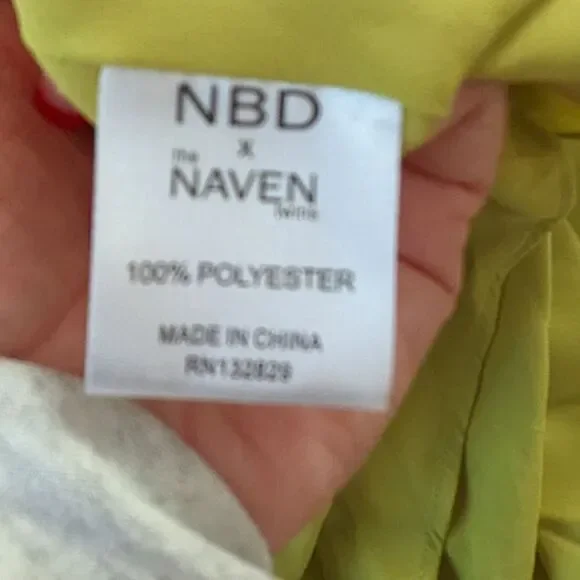 NBD
x
the
NAVEN
twins
100% POLYESTER
MADE IN CHINA
RN132829